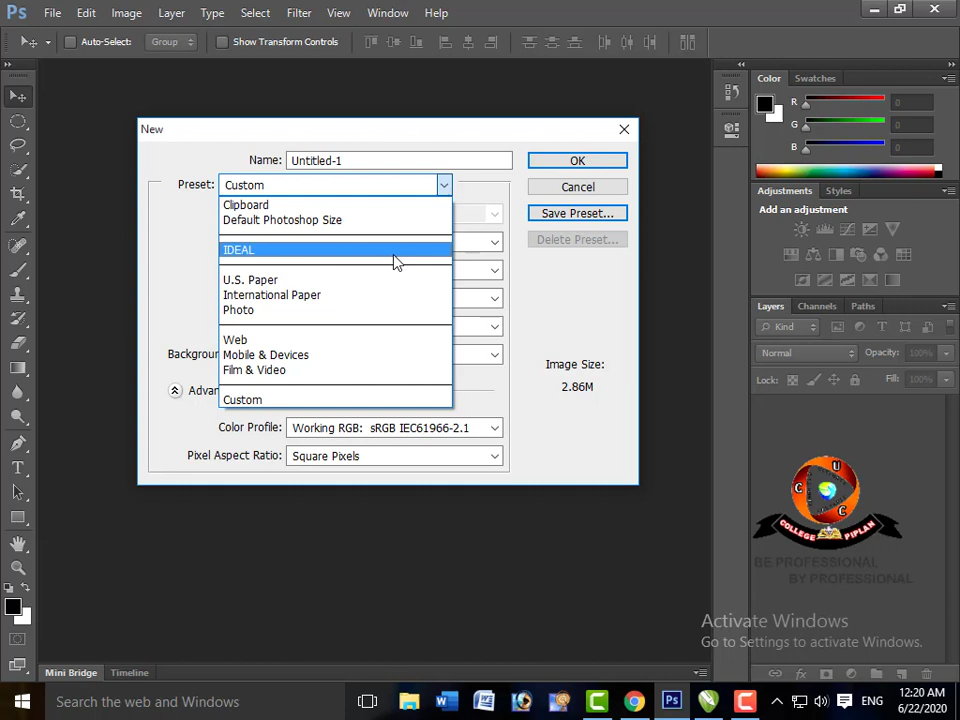 Ps File Edit Image Layer Type Select Filter View Window Help
Auto-Select: Group Show Transform Controls
Color Swatches
R 0
G 0
B 0
New
Name: Untitled-1 OK
Preset: Custom Cancel
Clipboard
Default Photoshop Size Save Preset...
IDEAL Delete Preset...
U.S. Paper
International Paper
Photo
Web
Mobile & Devices
Film & Video
Custom
Background
Advan
Image Size:
2.86M
Color Profile: Working RGB: sRGB IEC61966-2.1
Pixel Aspect Ratio: Square Pixels
Adjustments Styles
Add an adjustment
Layers Channels Paths
Kind
Normal Opacity: 100%
Lock: Fill: 100%
U
C C
COLLEGE PIPLAN
BE PROFESSIONAL
BY PROFESSIONAL
Activate Windows
Go to Settings to activate Windows.
Mini Bridge Timeline
Search the web and Windows
ENG
12:20 AM
6/22/2020